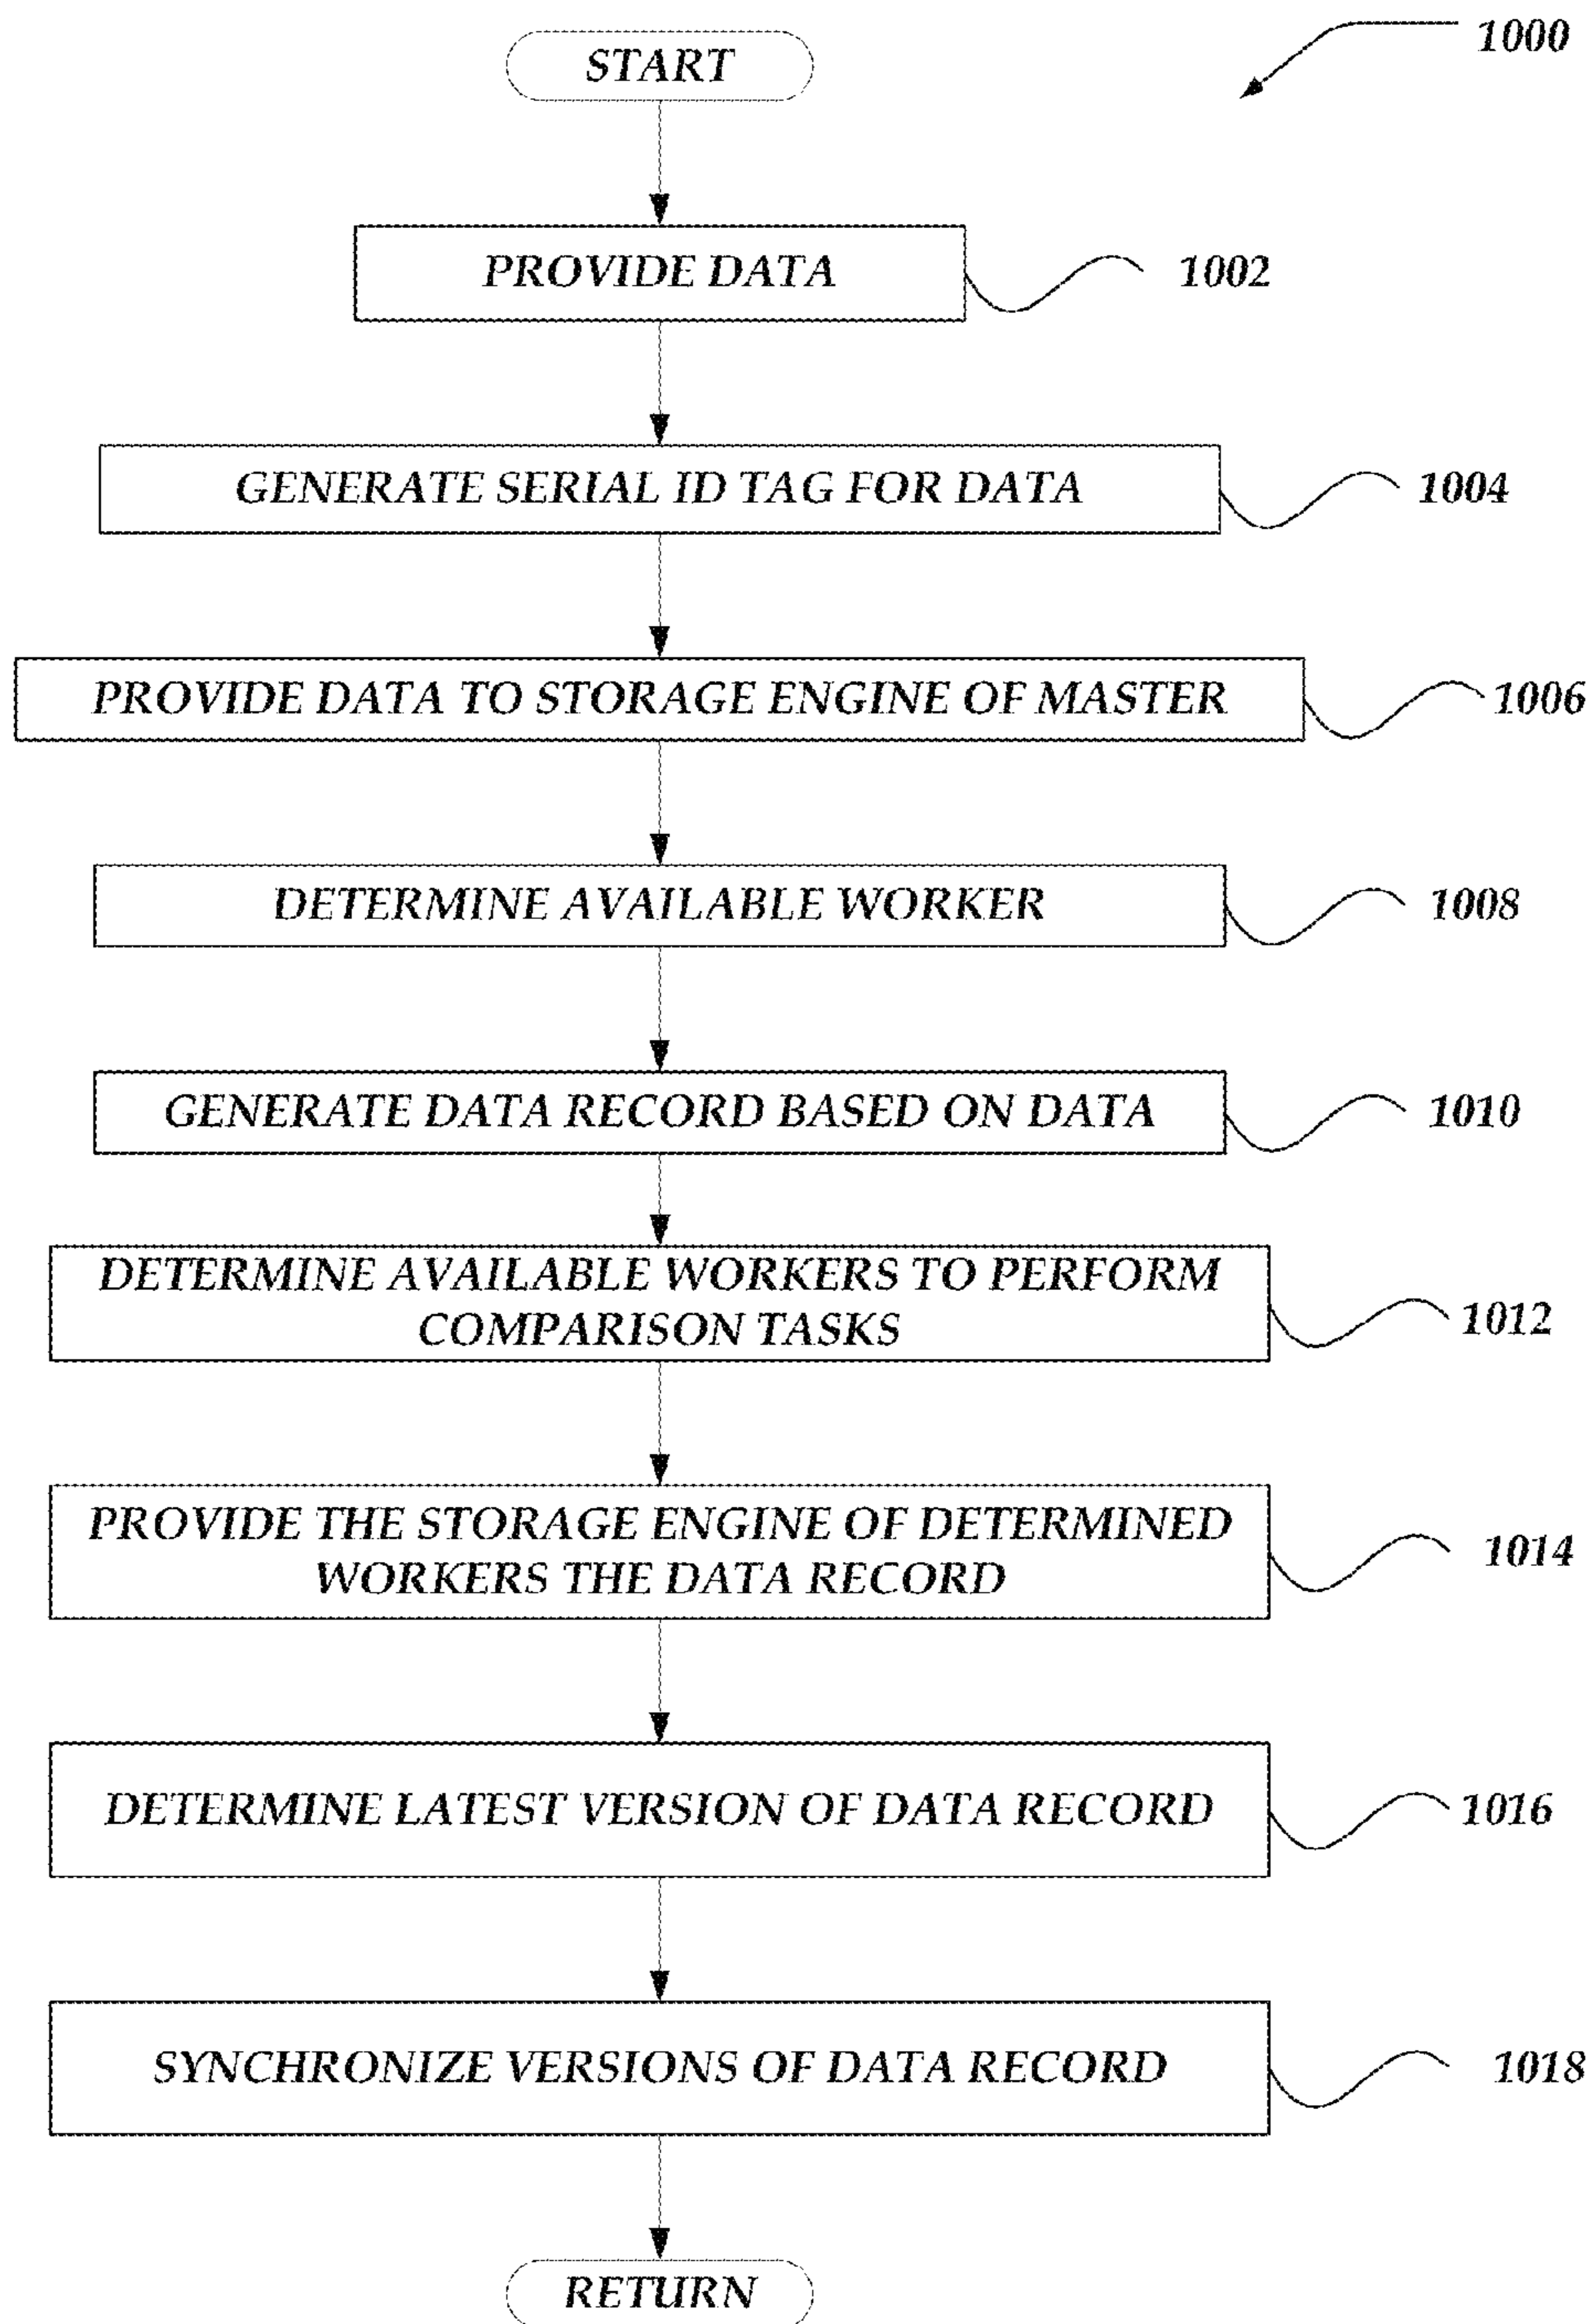 1000
START
PROVIDE DATA
1002
GENERATE SERIAL ID TAG FOR DATA
1004
PROVIDE DATA TO STORAGE ENGINE OF MASTER
1006
DETERMINE AVAILABLE WORKER
1008
GENERATE DATA RECORD BASED ON DATA
1010
DETERMINE AVAILABLE WORKERS TO PERFORM
COMPARISON TASKS
1012
PROVIDE THE STORAGE ENGINE OF DETERMINED
WORKERS THE DATA RECORD
1014
DETERMINE LATEST VERSION OF DATA RECORD
1016
SYNCHRONIZE VERSIONS OF DATA RECORD
1018
RETURN